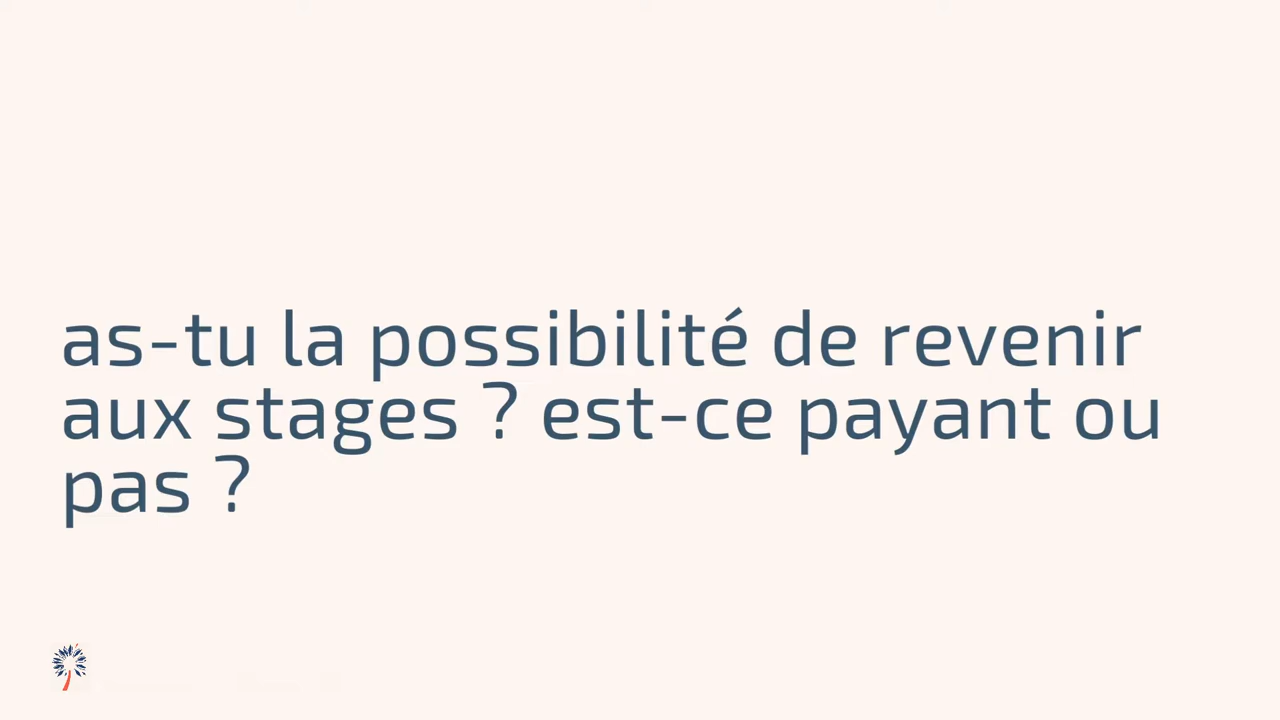 as-tu la possibilité de revenir
aux stages ? est-ce payant ou
pas ?